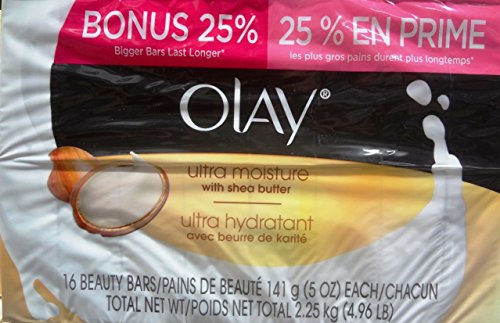 BONUS 25%
Bigger Bars Last Longer*
25 % EN PRIME
les plus gros pains durent plus longtemps*
OLAY®
ultra moisture
with shea butter
ultra hydratant
avec beurre de karité
16 BEAUTY BARS/PAINS DE BEAUTÉ 141 g (5 OZ) EACH/CHACUN
TOTAL NET WT/POIDS NET TOTAL 2.25 kg (4.96 LB)